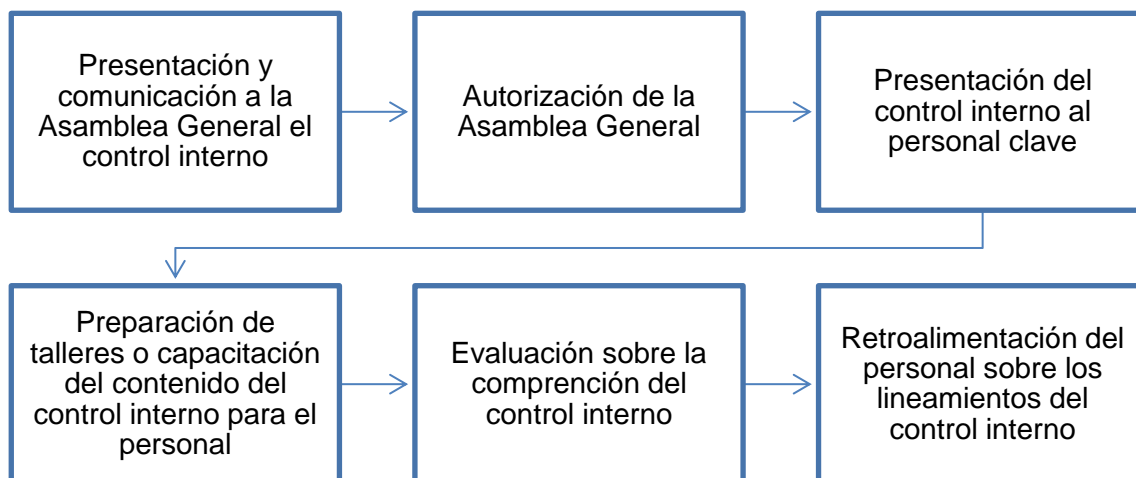 Presentación y
comunicación a la
Asamblea General el
control interno
Autorización de la
Asamblea General
Presentación del
control interno al
personal clave
Preparación de
talleres o capacitación
del contenido del
control interno para el
personal
Evaluación sobre la
comprención del
control interno
Retroalimentación del
personal sobre los
lineamientos del
control interno